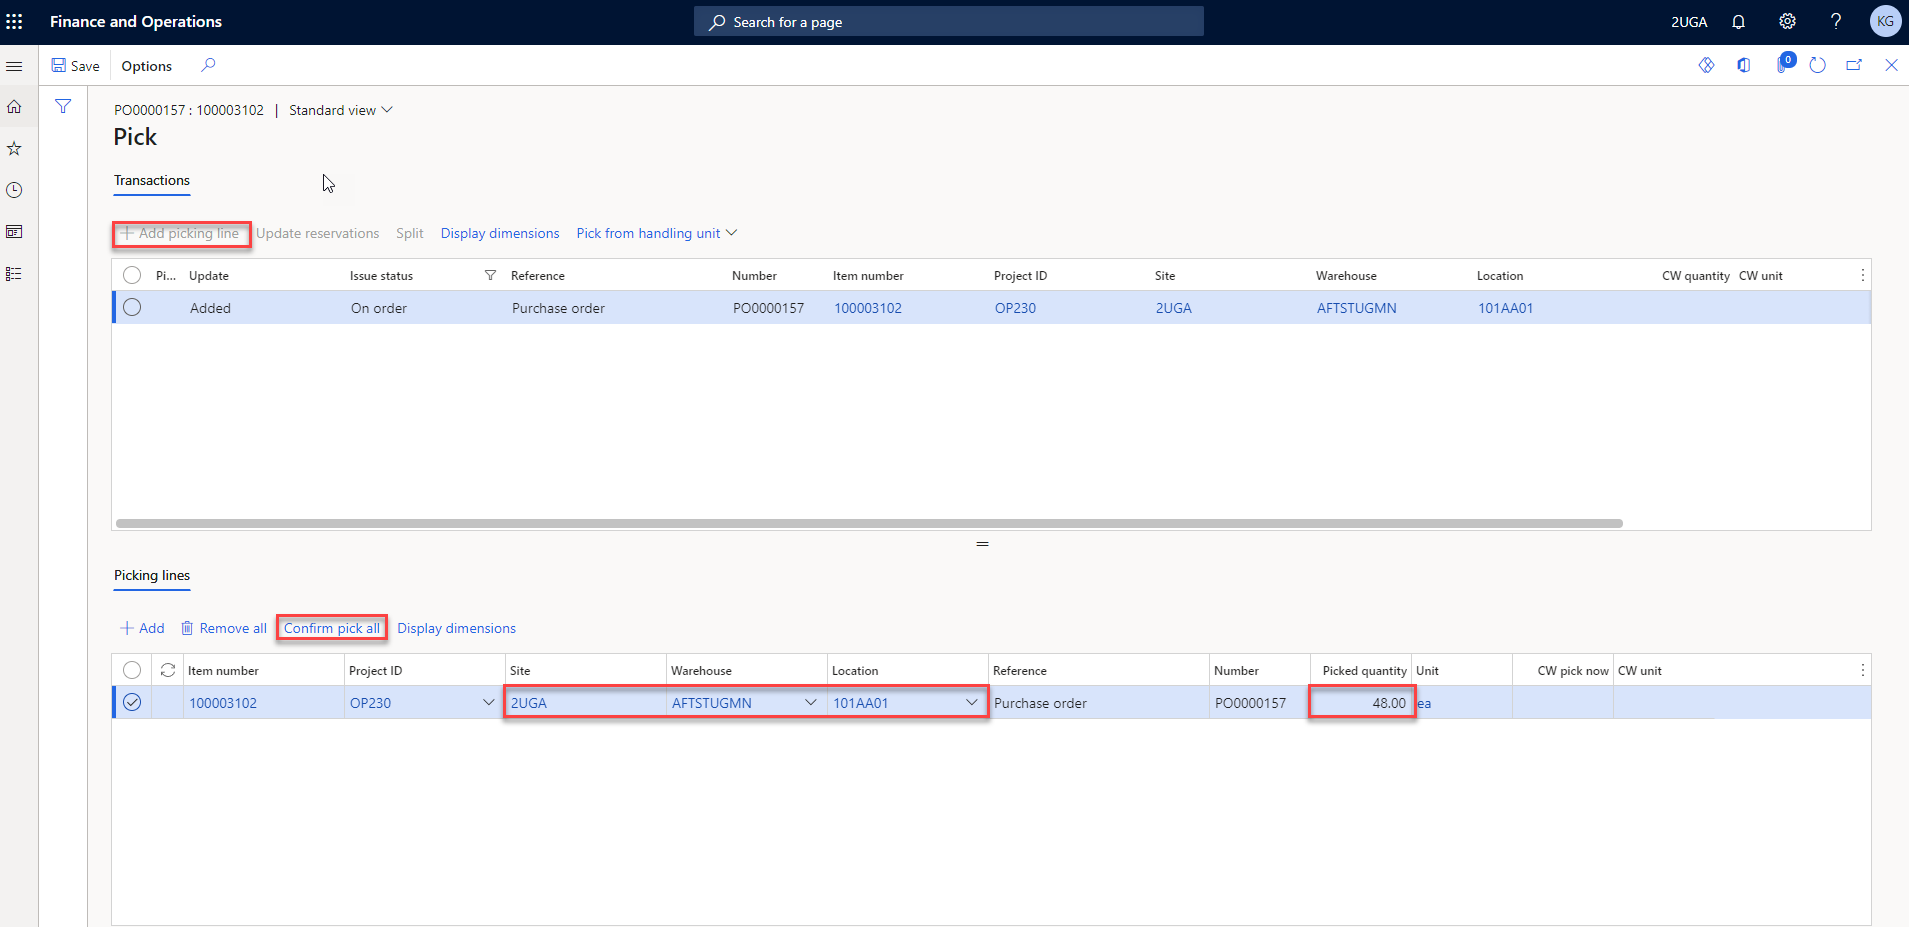 Finance and Operations
Search for a page
2UGA
KG
Save
Options
0
PO0000157 : 100003102 | Standard view
Pick
Transactions
Add picking line Update reservations Split Display dimensions Pick from handling unit
Pi... Update Issue status Reference Number Item number Project ID Site Warehouse Location CW quantity CW unit
Added On order Purchase order PO0000157 100003102 OP230 2UGA AFTSTUGMN 101AA01
Picking lines
Add Remove all Confirm pick all Display dimensions
Item number Project ID Site Warehouse Location Reference Number Picked quantity Unit CW pick now CW unit
100003102 OP230 2UGA AFTSTUGMN 101AA01 Purchase order PO0000157 48.00 ea